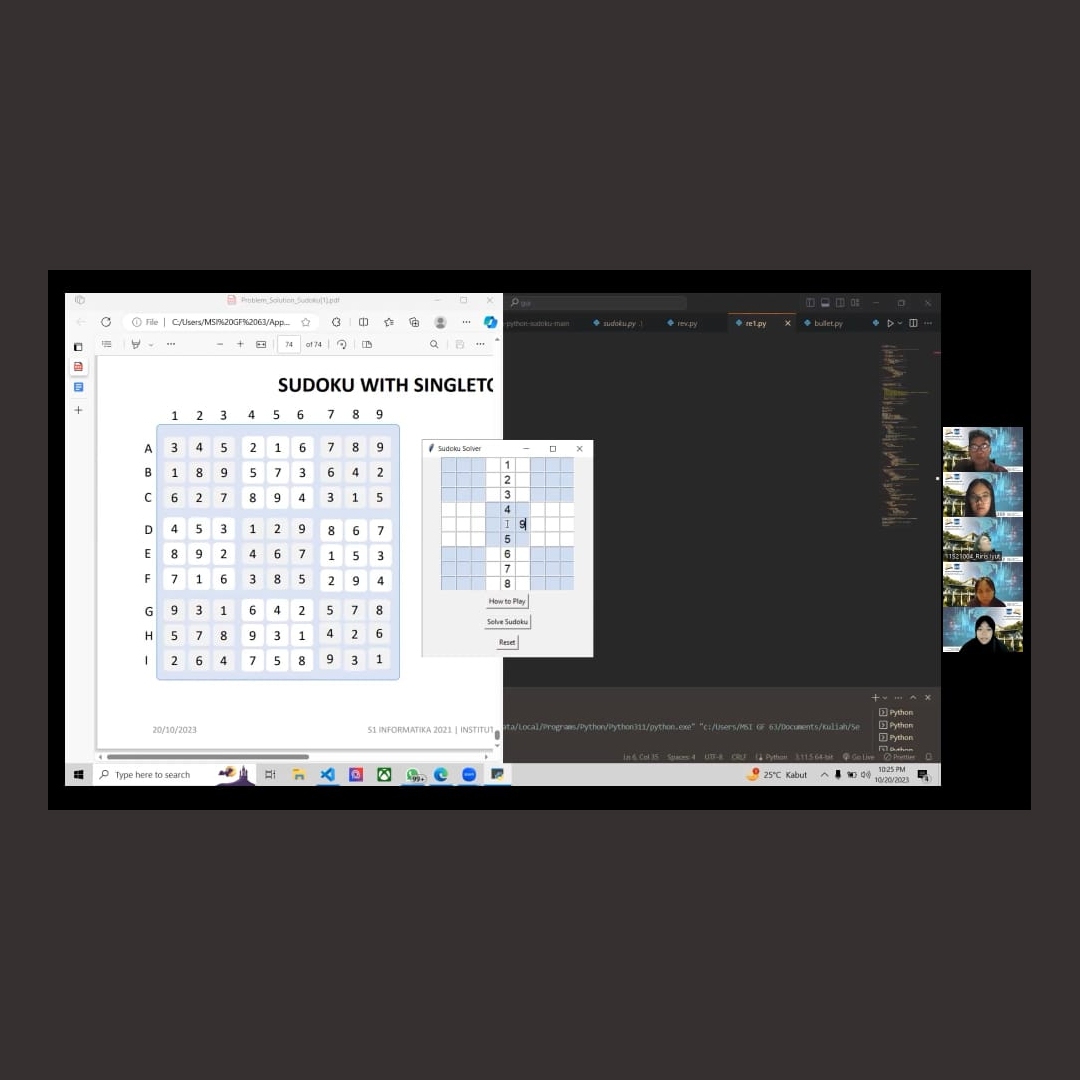 Problem_Solution_Sudoku[1].pdf
File | C:/Users/MSI%20GF%2063/App...
74 of 74
SUDOKU WITH SINGLETO
1 2 3 4 5 6 7 8 9
A 3 4 5 2 1 6 7 8 9
B 1 8 9 5 7 3 6 4 2
C 6 2 7 8 9 4 3 1 5
D 4 5 3 1 2 9 8 6 7
E 8 9 2 4 6 7 1 5 3
F 7 1 6 3 8 5 2 9 4
G 9 3 1 6 4 2 5 7 8
H 5 7 8 9 3 1 4 2 6
I 2 6 4 7 5 8 9 3 1
20/10/2023
S1 INFORMATIKA 2021 | INSTITUT
Sudoku Solver
1
2
3
4
9
5
6
7
8
How to Play
Solve Sudoku
Reset
gui
python-sudoku-main
sudoku.py
rev.py
re1.py
bullet.py
11S21004_Riris Iyut
ata/Local/Programs/Python/Python311/python.exe" "c:/Users/MSI GF 63/Documents/Kuliah/Se
Python
Python
Python
Python
Ln 6, Col 35 Spaces: 4 UTF-8 CRLF Python 3.11.5 64-bit Go Live Prettier
Type here to search
99+
25°C Kabut
10:25 PM
10/20/2023
4